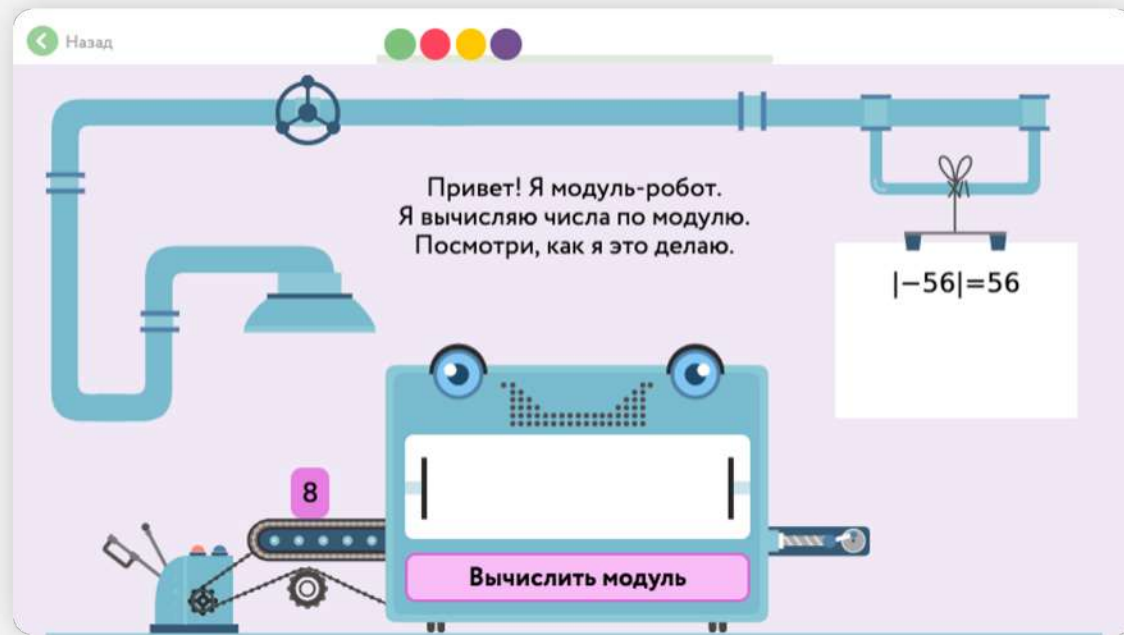 Назад
Привет! Я модуль-робот.
Я вычисляю числа по модулю.
Посмотри, как я это делаю.
|−56|=56
8
Вычислить модуль